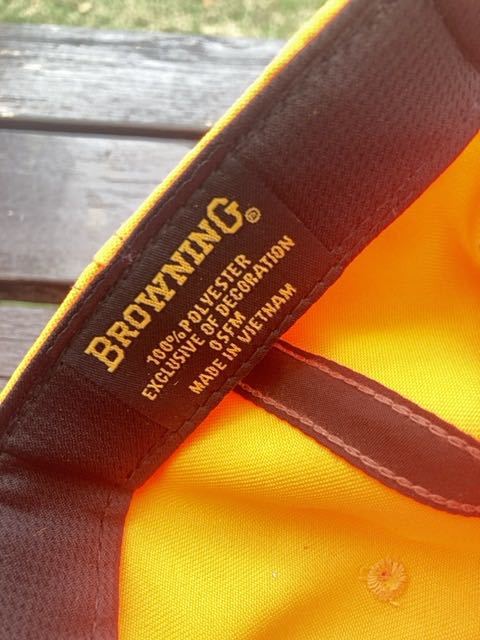 BROWNING®
100% POLYESTER
EXCLUSIVE OF DECORATION
OSFM
MADE IN VIETNAM